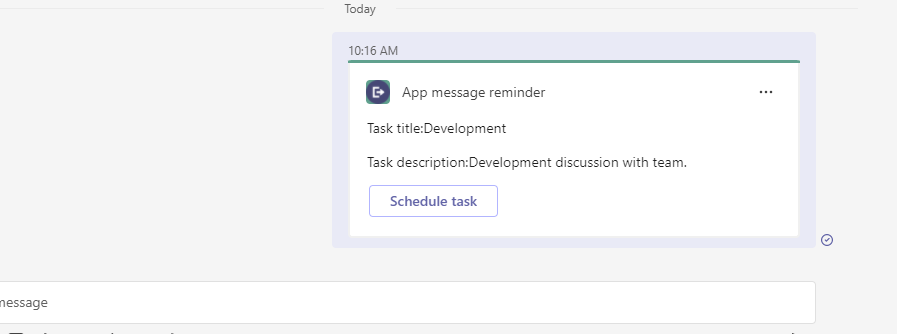 Today
10:16 AM
App message reminder
Task title:Development
Task description:Development discussion with team.
Schedule task
message